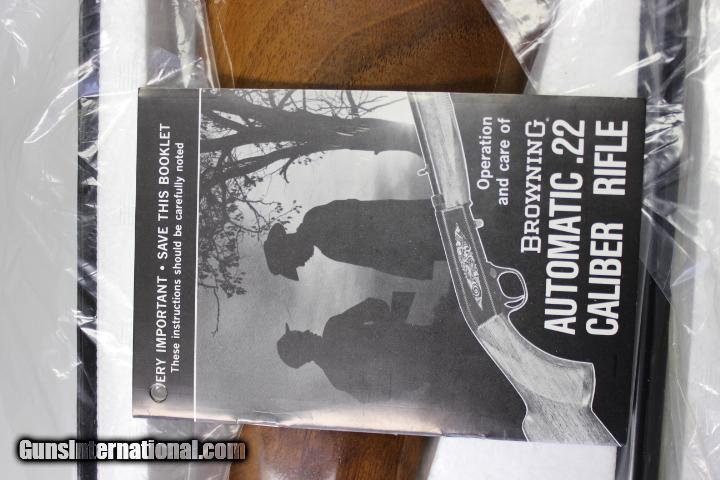 Operation
and care of
BROWNING®
AUTOMATIC .22
CALIBER RIFLE
ERY IMPORTANT • SAVE THIS BOOKLET
These instructions should be carefully noted
GunsInternational.com